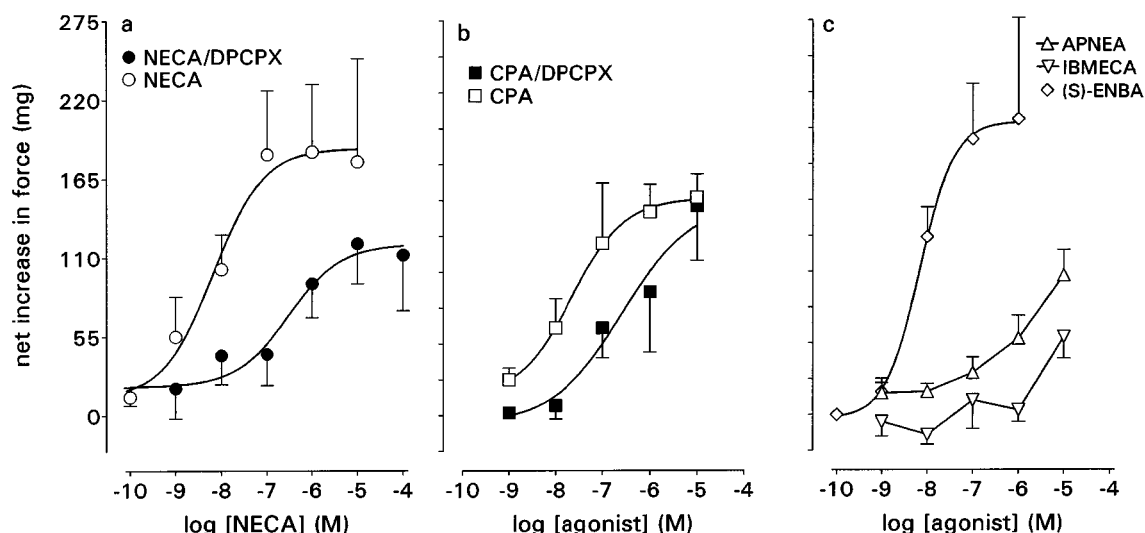 a
NECA/DPCPX
NECA
b
CPA/DPCPX
CPA
c
APNEA
IBMECA
(S)-ENBA
net increase in force (mg)
275
220
165
110
55
0
-10 -9 -8 -7 -6 -5 -4
log [NECA] (M)
-10 -9 -8 -7 -6 -5 -4
log [agonist] (M)
-10 -9 -8 -7 -6 -5 -4
log [agonist] (M)